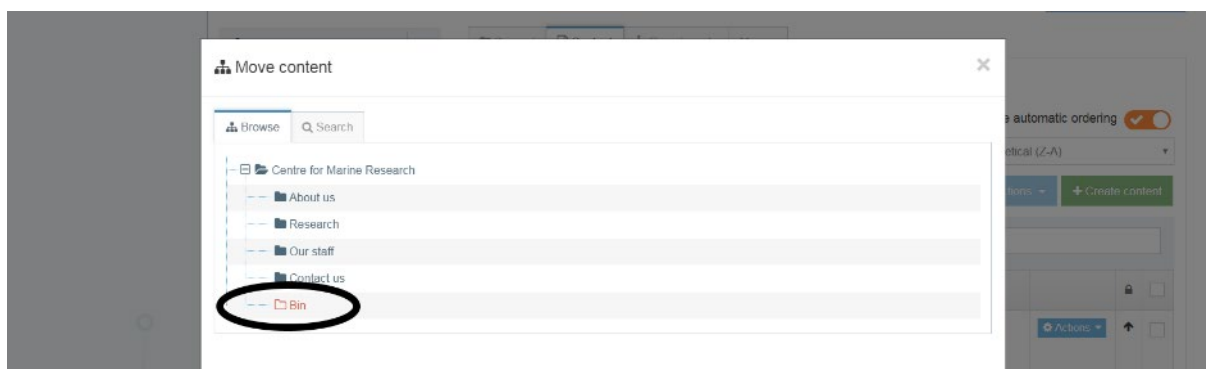 Move content
Browse
Search
e automatic ordering
etical (Z-A)
Centre for Marine Research
About us
tions
Create content
Research
Our staff
Contact us
Bin
Actions